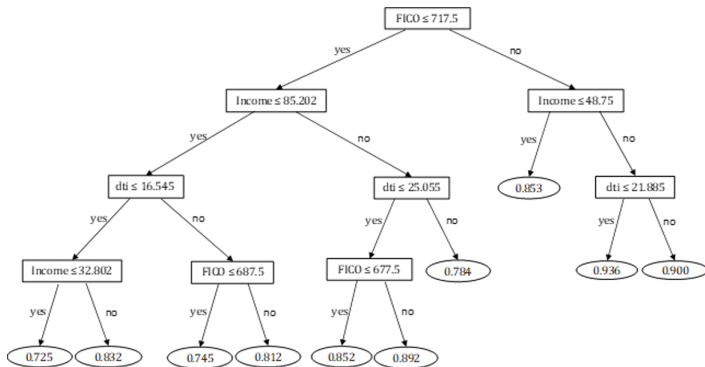 FICO ≤ 717.5
yes
no
Income ≤ 85.202
Income ≤ 48.75
yes
no
yes
no
dti ≤ 16.545
dti ≤ 25.055
0.853
dti ≤ 21.885
yes
no
yes
no
yes
no
Income ≤ 32.802
FICO ≤ 687.5
FICO ≤ 677.5
0.784
0.936
0.900
yes
no
yes
no
yes
no
0.725
0.832
0.745
0.812
0.852
0.892